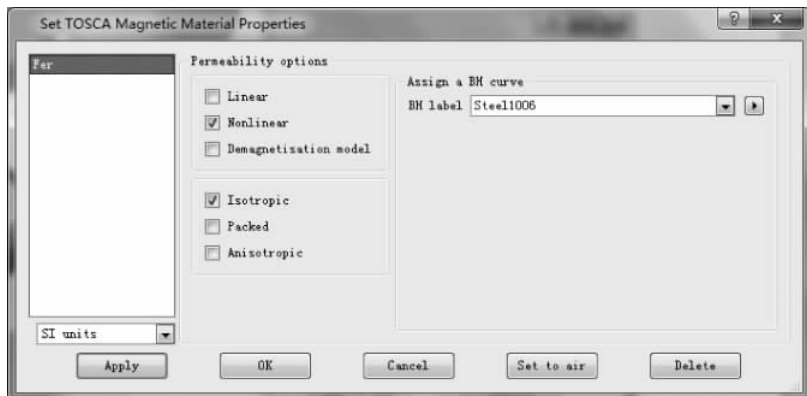 Set TOSCA Magnetic Material Properties
Fer
Permeability options
Linear
Nonlinear
Demagnetization model
Isotropic
Packed
Anisotropic
Assign a BH curve
BH label Steel1006
SI units
Apply OK Cancel Set to air Delete